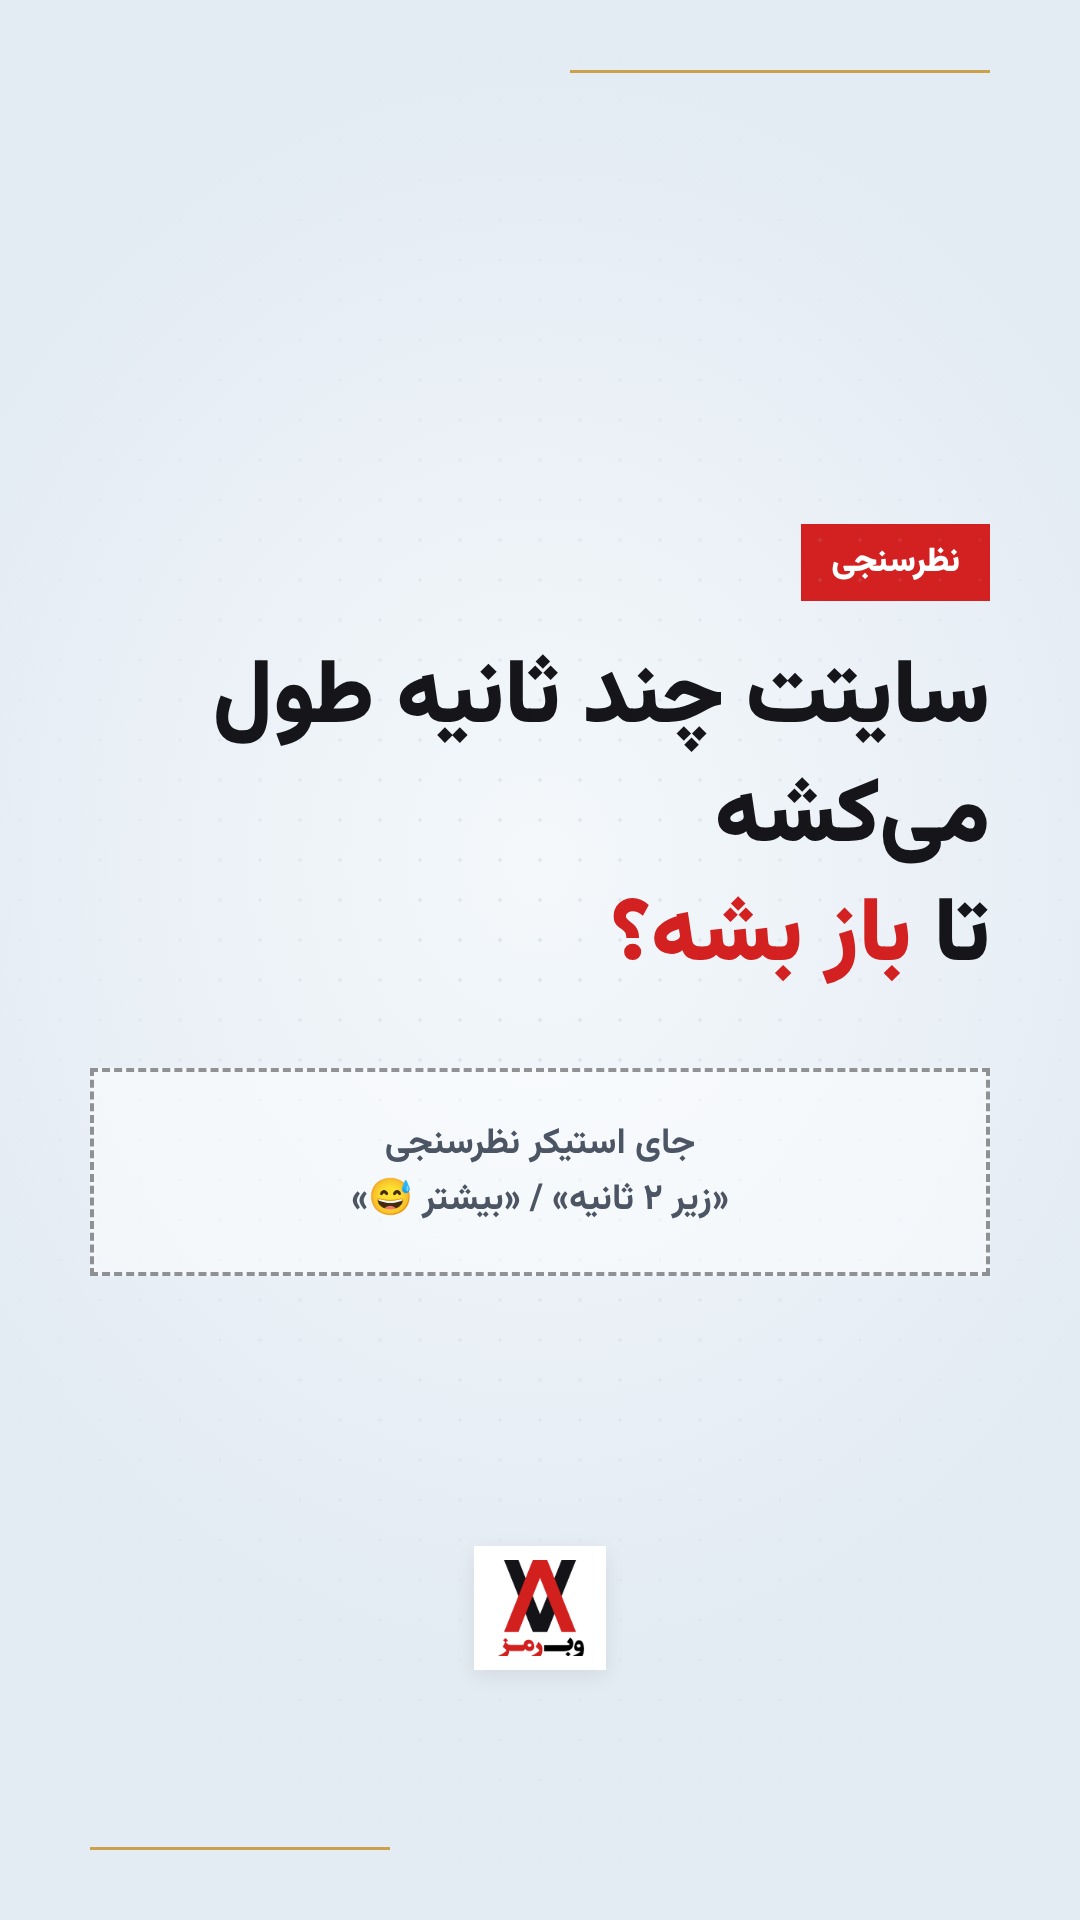 نظرسنجی
سایتت چند ثانیه طول
می‌کشه
تا باز بشه؟
جای استیکر نظرسنجی
«زیر ۲ ثانیه» / «بیشتر 😅»
وب‌رمز